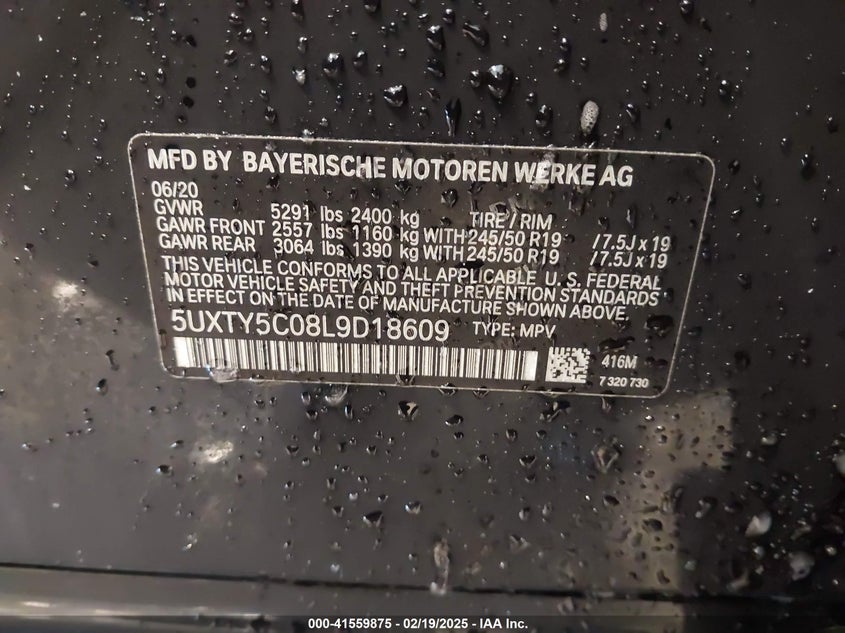 MFD BY BAYERISCHE MOTOREN WERKE AG
06/20
GVWR 5291 lbs 2400 kg TIRE / RIM
GAWR FRONT 2557 lbs 1160 kg WITH 245/50 R19 / 7.5J x 19
GAWR REAR 3064 lbs 1390 kg WITH 245/50 R19 / 7.5J x 19
THIS VEHICLE CONFORMS TO ALL APPLICABLE U. S. FEDERAL
MOTOR VEHICLE SAFETY AND THEFT PREVENTION STANDARDS
IN EFFECT ON THE DATE OF MANUFACTURE SHOWN ABOVE.
5UXTY5C08L9D18609 TYPE: MPV
416M
7 320 730
000-41559875 - 02/19/2025 - IAA Inc.